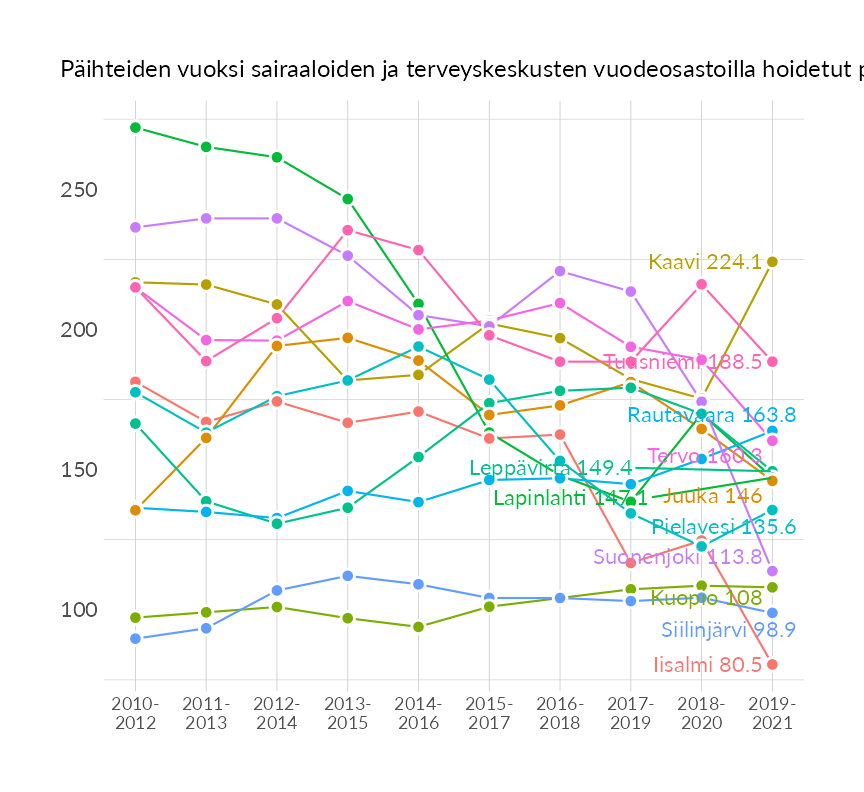 Päihteiden vuoksi sairaaloiden ja terveyskeskusten vuodeosastoilla hoidetut
250
200
150
100
Kaavi 224.1
Tuusniemi 188.5
Rautavaara 163.8
Tervo 160.3
Leppävirta 149.4
Lapinlahti 147.1
Juuka 146
Pielavesi 135.6
Suonenjoki 113.8
Kuopio 108
Siilinjärvi 98.9
Iisalmi 80.5
2010- 2011- 2012- 2013- 2014- 2015- 2016- 2017- 2018- 2019-
2012 2013 2014 2015 2016 2017 2018 2019 2020 2021